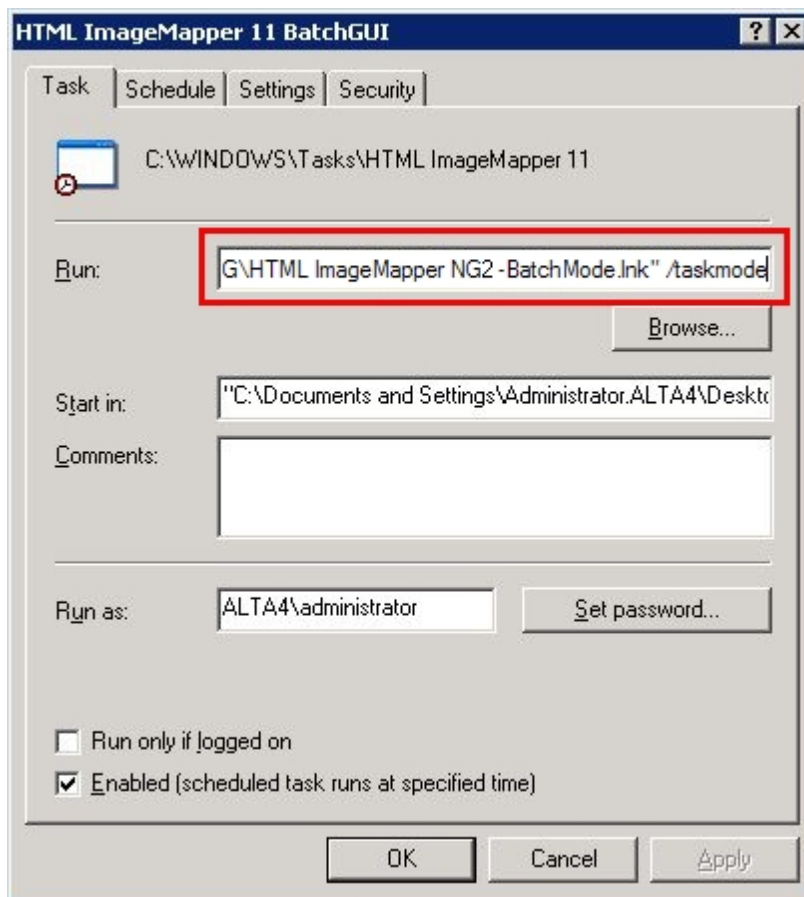 HTML ImageMapper 11 BatchGUI
Task Schedule Settings Security
C:\WINDOWS\Tasks\HTML ImageMapper 11
Run: G\HTML ImageMapper NG2 -BatchMode.lnk" /taskmode
Browse...
Start in: "C:\Documents and Settings\Administrator.ALTA4\Deskto
Comments:
Run as: ALTA4\administrator Set password...
Run only if logged on
Enabled (scheduled task runs at specified time)
OK Cancel Apply